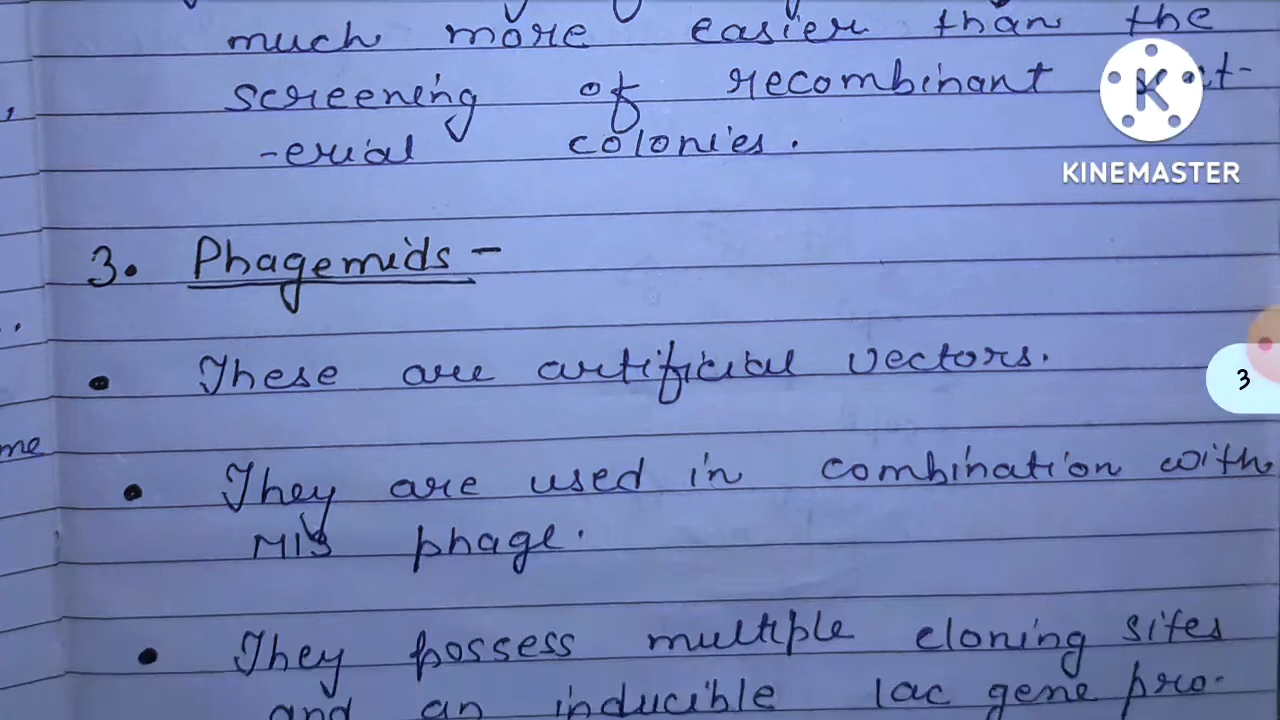 much more easier than the
screening of recombinant
-erial colonies.
3. Phagemids -
• These are artificial vectors.
me
• They are used in combination with
M13 phage.
• They possess multiple cloning sites
and an inducible lac gene pro-
K
KINEMASTER
3